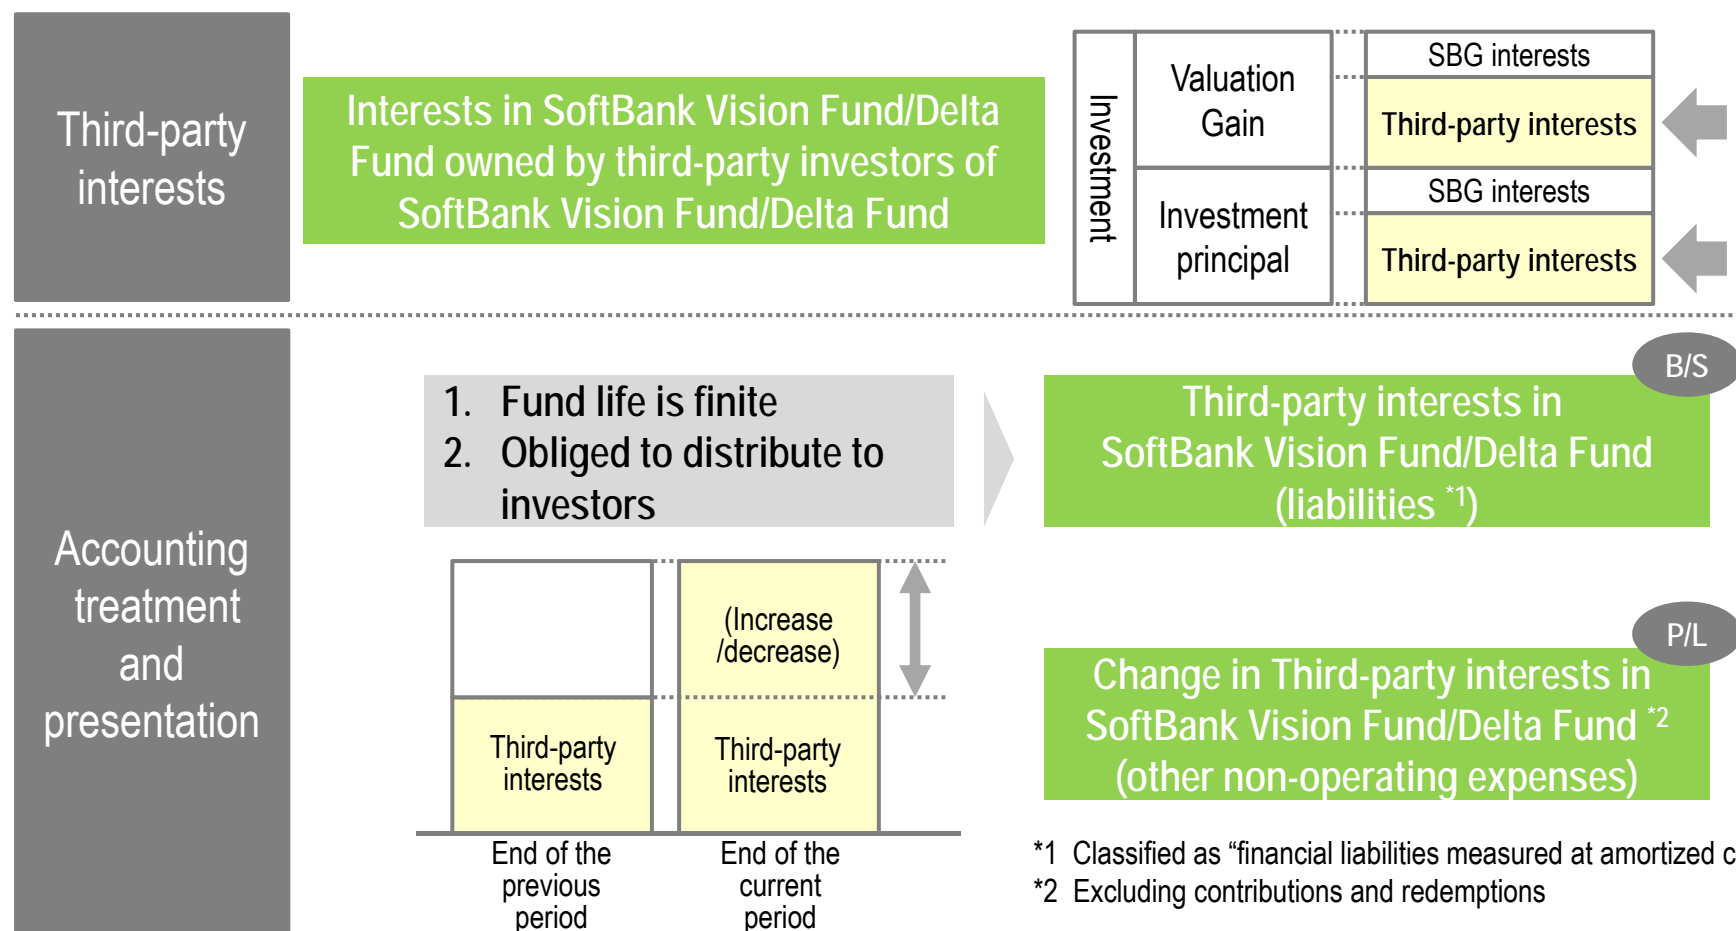 Third-party
interests
Interests in SoftBank Vision Fund/Delta
Fund owned by third-party investors of
SoftBank Vision Fund/Delta Fund
Investment
Valuation
Gain
Investment
principal
SBG interests
Third-party interests
SBG interests
Third-party interests
Accounting
treatment
and
presentation
1. Fund life is finite
2. Obliged to distribute to
investors
B/S
Third-party interests in
SoftBank Vision Fund/Delta Fund
(liabilities *1)
(Increase
/decrease)
Third-party
interests
Third-party
interests
End of the
previous
period
End of the
current
period
P/L
Change in Third-party interests in
SoftBank Vision Fund/Delta Fund *2
(other non-operating expenses)
*1 Classified as “financial liabilities measured at amortized c
*2 Excluding contributions and redemptions